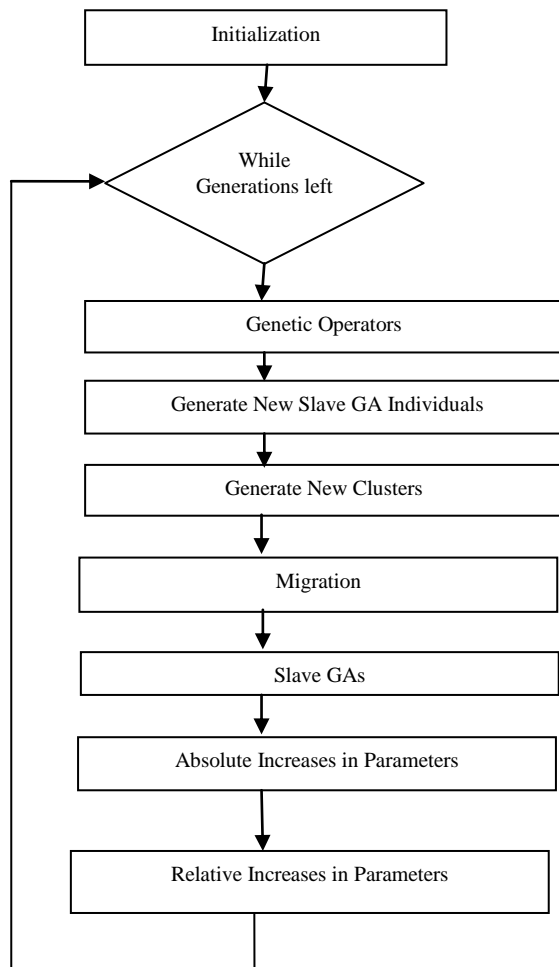 Initialization
While
Generations left
Genetic Operators
Generate New Slave GA Individuals
Generate New Clusters
Migration
Slave GAs
Absolute Increases in Parameters
Relative Increases in Parameters